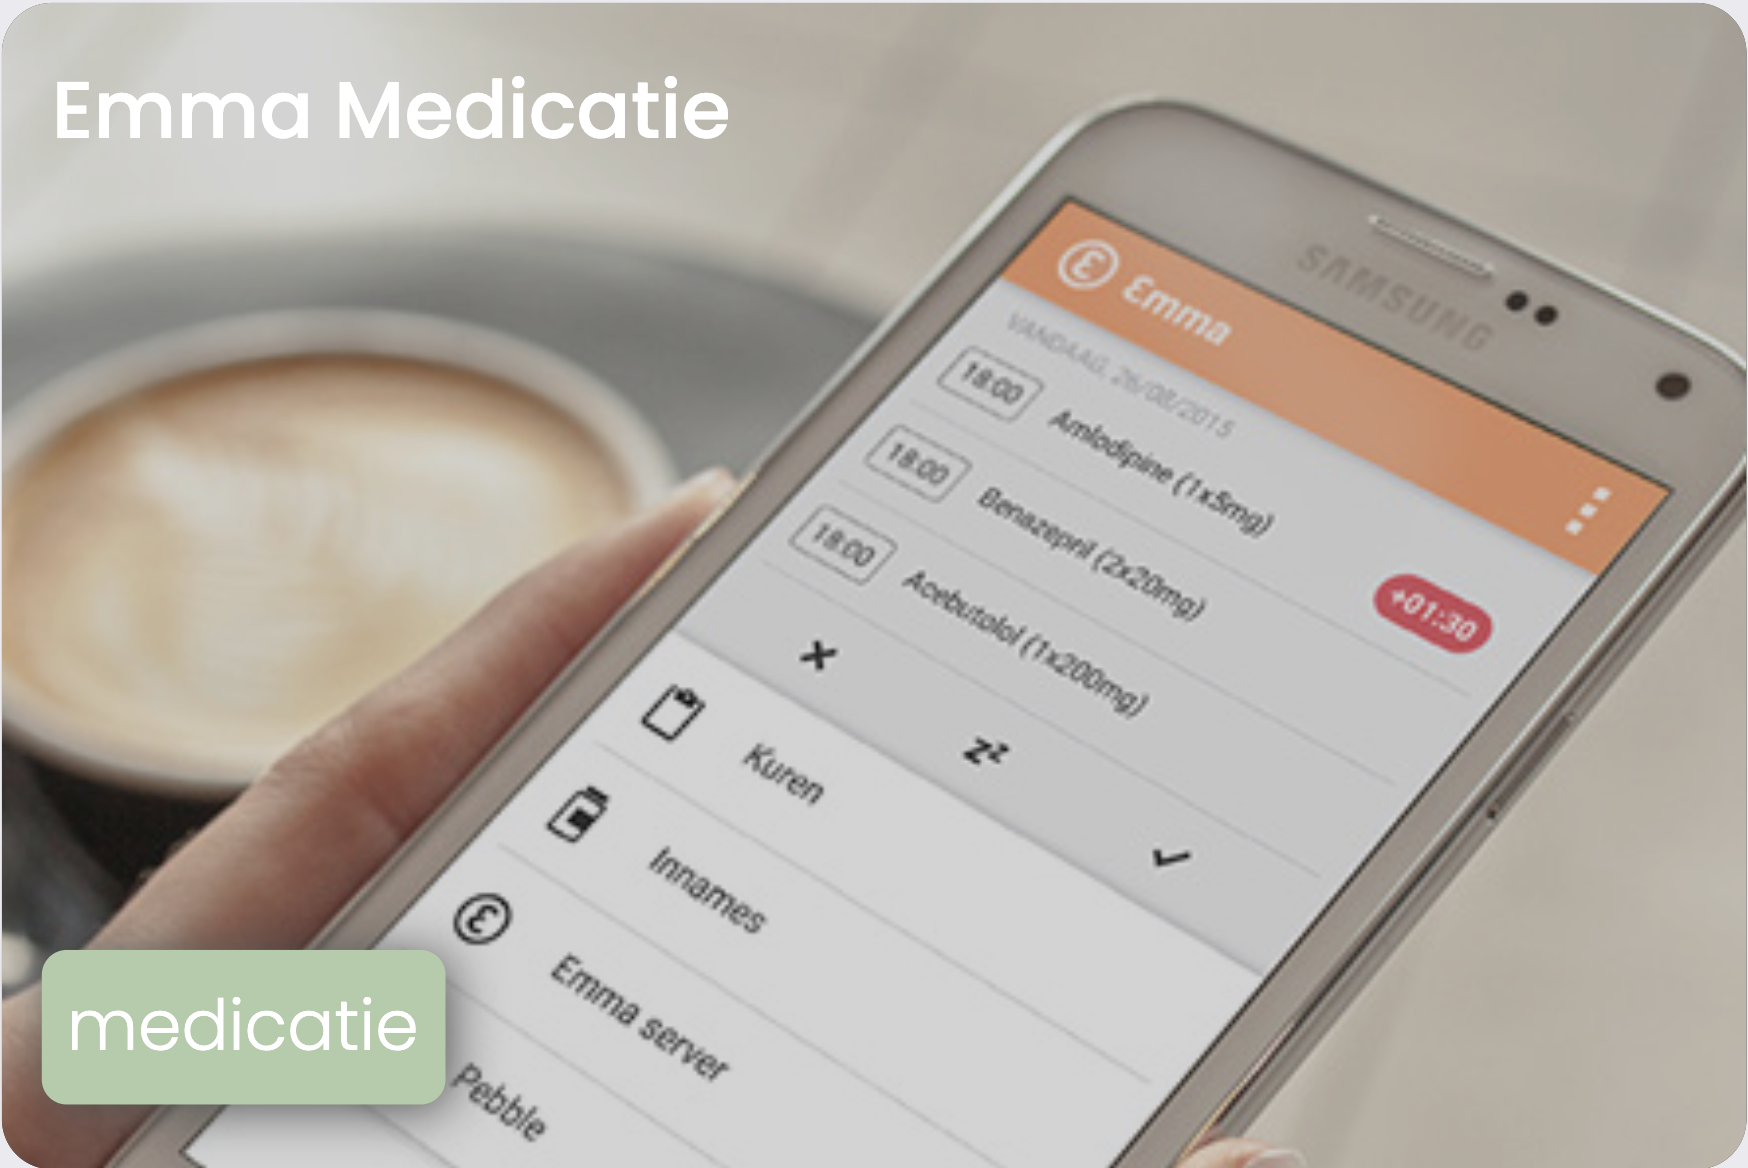 Emma Medicatie
SAMSUNG
Emma
VANDAAG, 26/08/2015
18:00 Amlodipine (1x5mg)
+01:30
18:00 Benazepril (2x20mg)
18:00 Acebutolol (1x200mg)
Kuren
Innames
Emma server
Pebble
medicatie